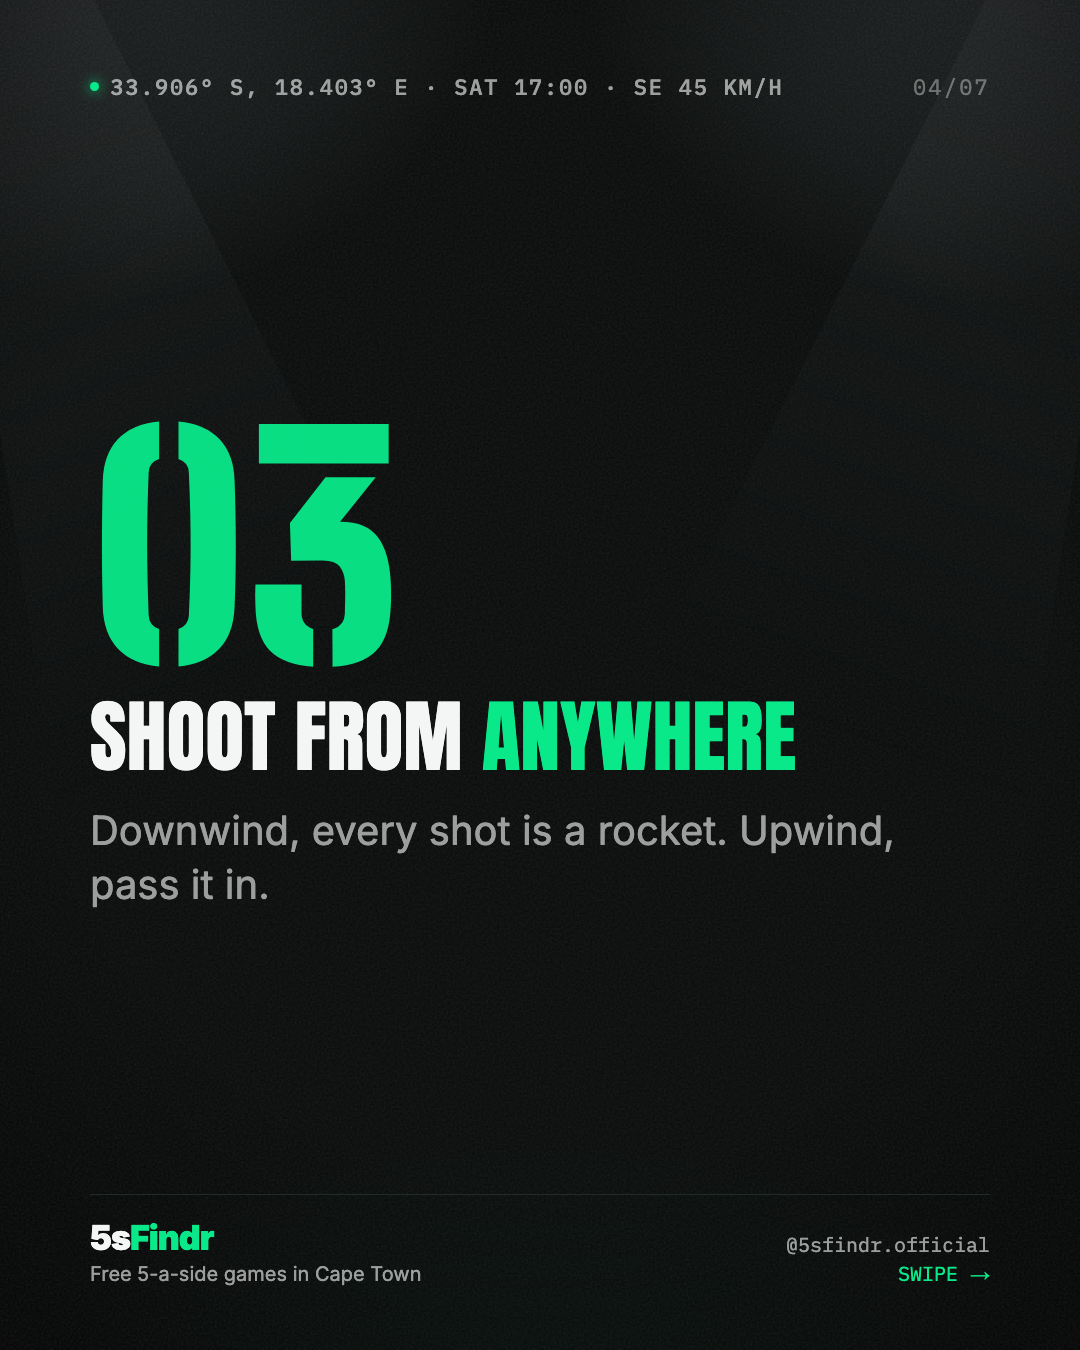 33.906° S, 18.403° E · SAT 17:00 · SE 45 KM/H
04/07
03
SHOOT FROM ANYWHERE
Downwind, every shot is a rocket. Upwind,
pass it in.
5sFindr
Free 5-a-side games in Cape Town
@5sfindr.official
SWIPE →